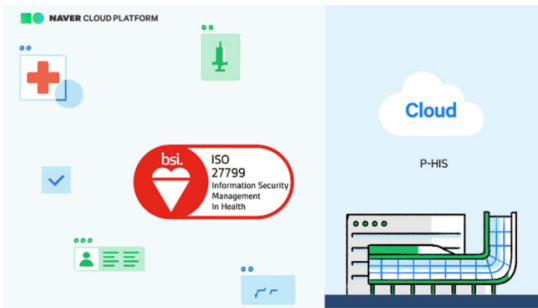 NAVER CLOUD PLATFORM
bsi.
ISO
27799
Information Security
Management
In Health
Cloud
P-HIS